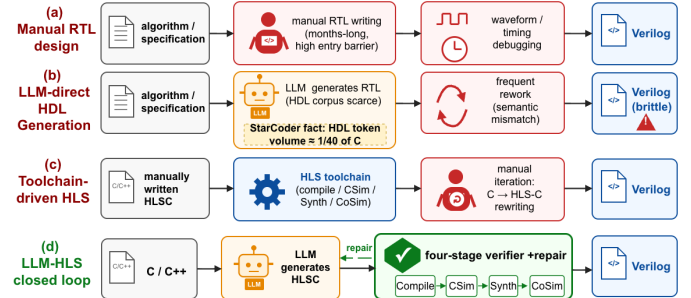 (a)
Manual RTL
design
algorithm /
specification
manual RTL writing
(months-long,
high entry barrier)
</>
waveform /
timing
debugging
</>
Verilog
(b)
LLM-direct
HDL
Generation
algorithm /
specification
LLM
LLM generates RTL
(HDL corpus scarce)
StarCoder fact: HDL token
volume ≈ 1/40 of C
frequent
rework
(semantic
mismatch)
</>
Verilog
(brittle)
(c)
Toolchain-
driven HLS
C/C++
manually
written
HLSC
HLS toolchain
(compile / CSim /
Synth / CoSim)
manual
iteration:
C → HLS-C
rewriting
</>
Verilog
(d)
LLM-HLS
closed loop
C/C++
C / C++
LLM
LLM
generates
HLSC
repair
four-stage verifier +repair
Compile
CSim
Synth
CoSim
</>
Verilog